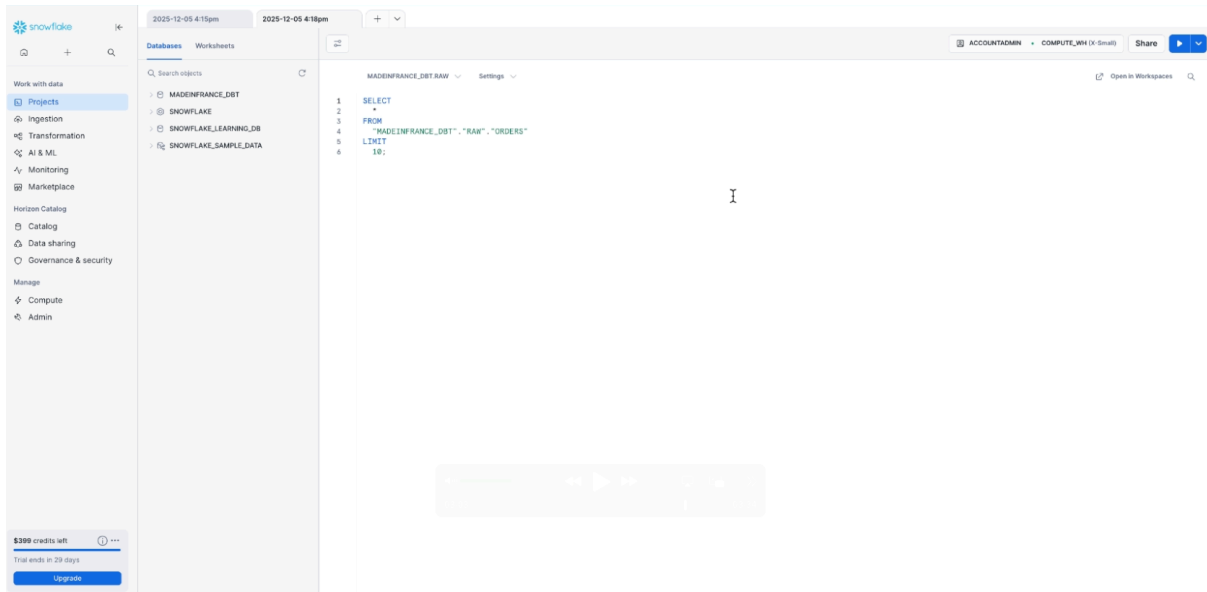 snowflake
Work with data
Projects
Ingestion
Transformation
AI & ML
Monitoring
Marketplace
Horizon Catalog
Catalog
Data sharing
Governance & security
Manage
Compute
Admin
$399 credits left
Trial ends in 29 days
Upgrade
2025-12-05 4:15pm
2025-12-05 4:18pm
Databases Worksheets
Search objects
MADEINFRANCE_DBT
SNOWFLAKE
SNOWFLAKE_LEARNING_DB
SNOWFLAKE_SAMPLE_DATA
ACCOUNTADMIN • COMPUTE_WH (X-Small) Share
MADEINFRANCE_DBT.RAW Settings Open in Workspaces
1 SELECT
2 *
3 FROM
4 "MADEINFRANCE_DBT"."RAW"."ORDERS"
5 LIMIT
6 10;